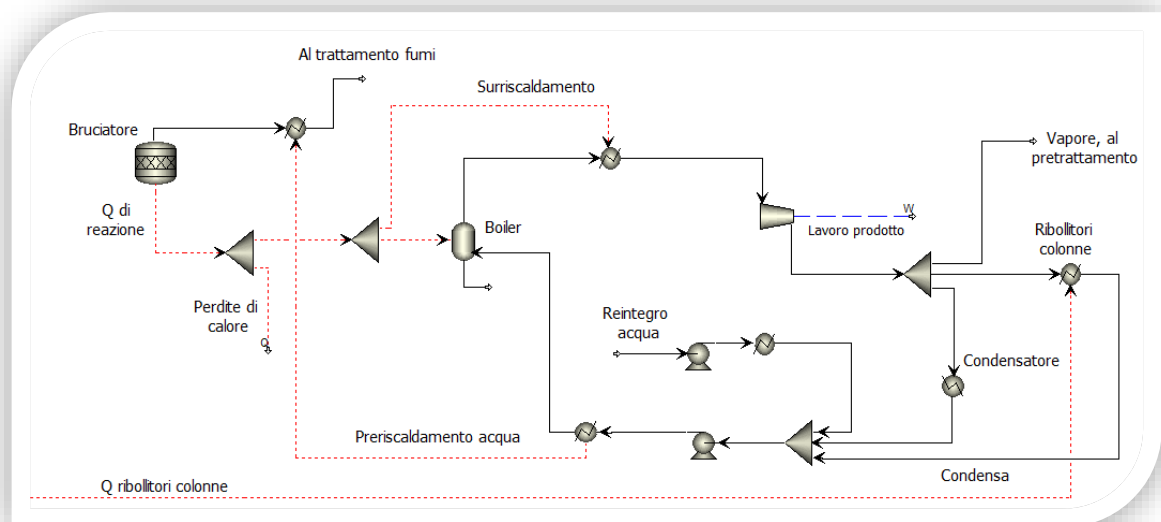 Al trattamento fumi
Surriscaldamento
Bruciatore
Vapore, al
pretrattamento
Q di
reazione
Boiler
W
Lavoro prodotto
Ribollitori
colonne
Perdite di
calore
Q
Reintegro
acqua
Condensatore
Preriscaldamento acqua
Condensa
Q ribollitori colonne